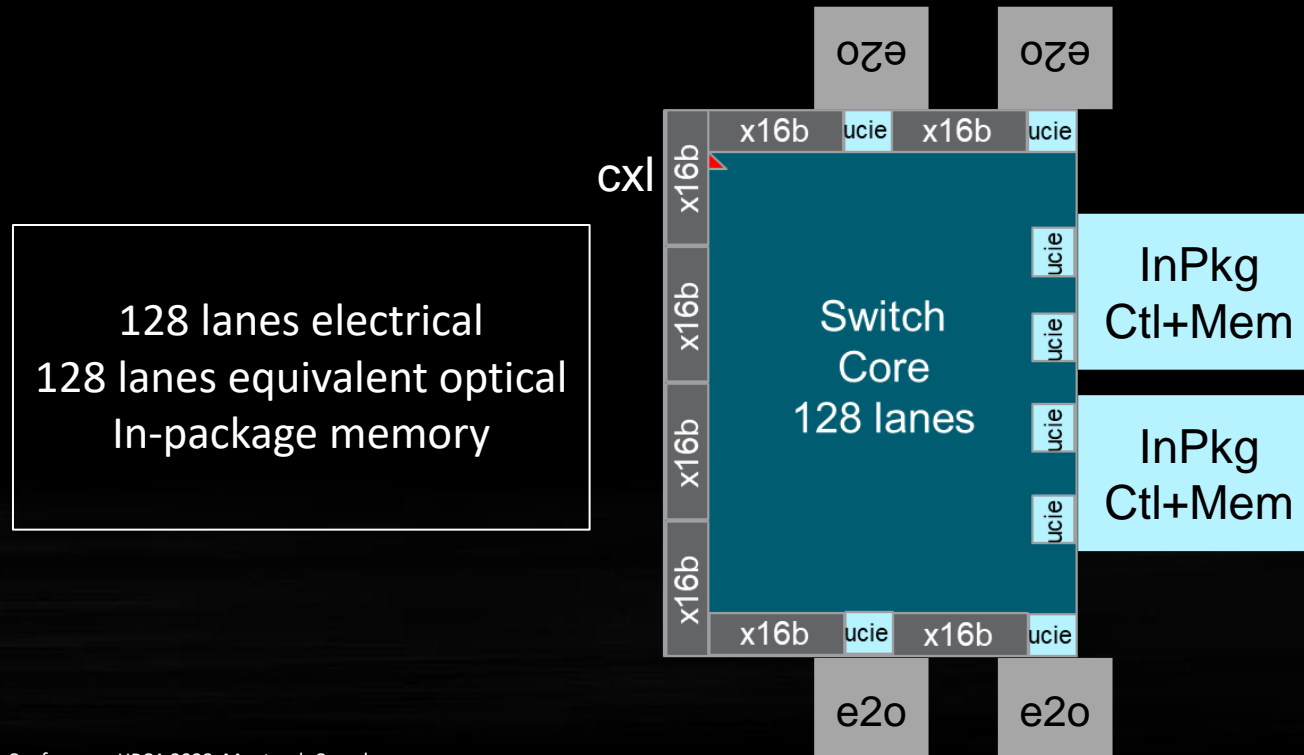 e2o
e2o
x16b
ucie
x16b
ucie
cxl
x16b
x16b
x16b
x16b
128 lanes electrical
128 lanes equivalent optical
In-package memory
Switch
Core
128 lanes
ucie
ucie
ucie
ucie
InPkg
Ctl+Mem
InPkg
Ctl+Mem
x16b
ucie
x16b
ucie
e2o
e2o